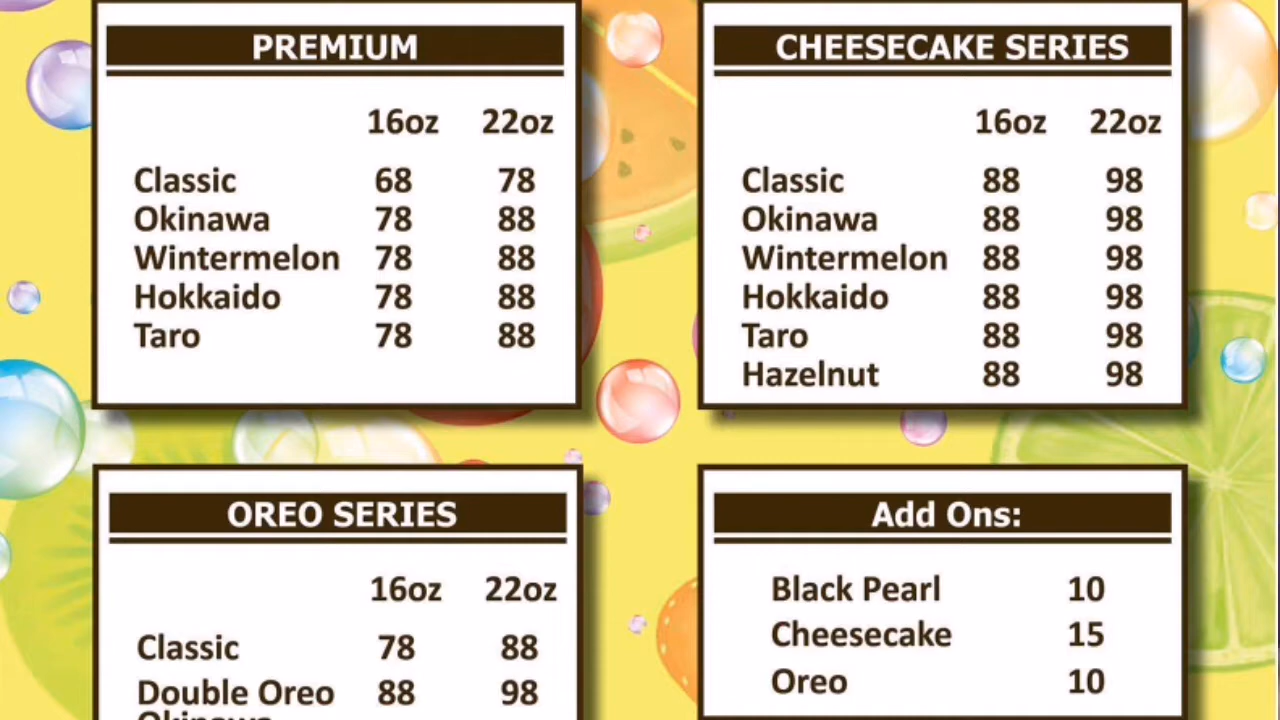 PREMIUM
16oz 22oz
Classic 68 78
Okinawa 78 88
Wintermelon 78 88
Hokkaido 78 88
Taro 78 88
CHEESECAKE SERIES
16oz 22oz
Classic 88 98
Okinawa 88 98
Wintermelon 88 98
Hokkaido 88 98
Taro 88 98
Hazelnut 88 98
OREO SERIES
16oz 22oz
Classic 78 88
Double Oreo 88 98
Okinawa
Add Ons:
Black Pearl 10
Cheesecake 15
Oreo 10